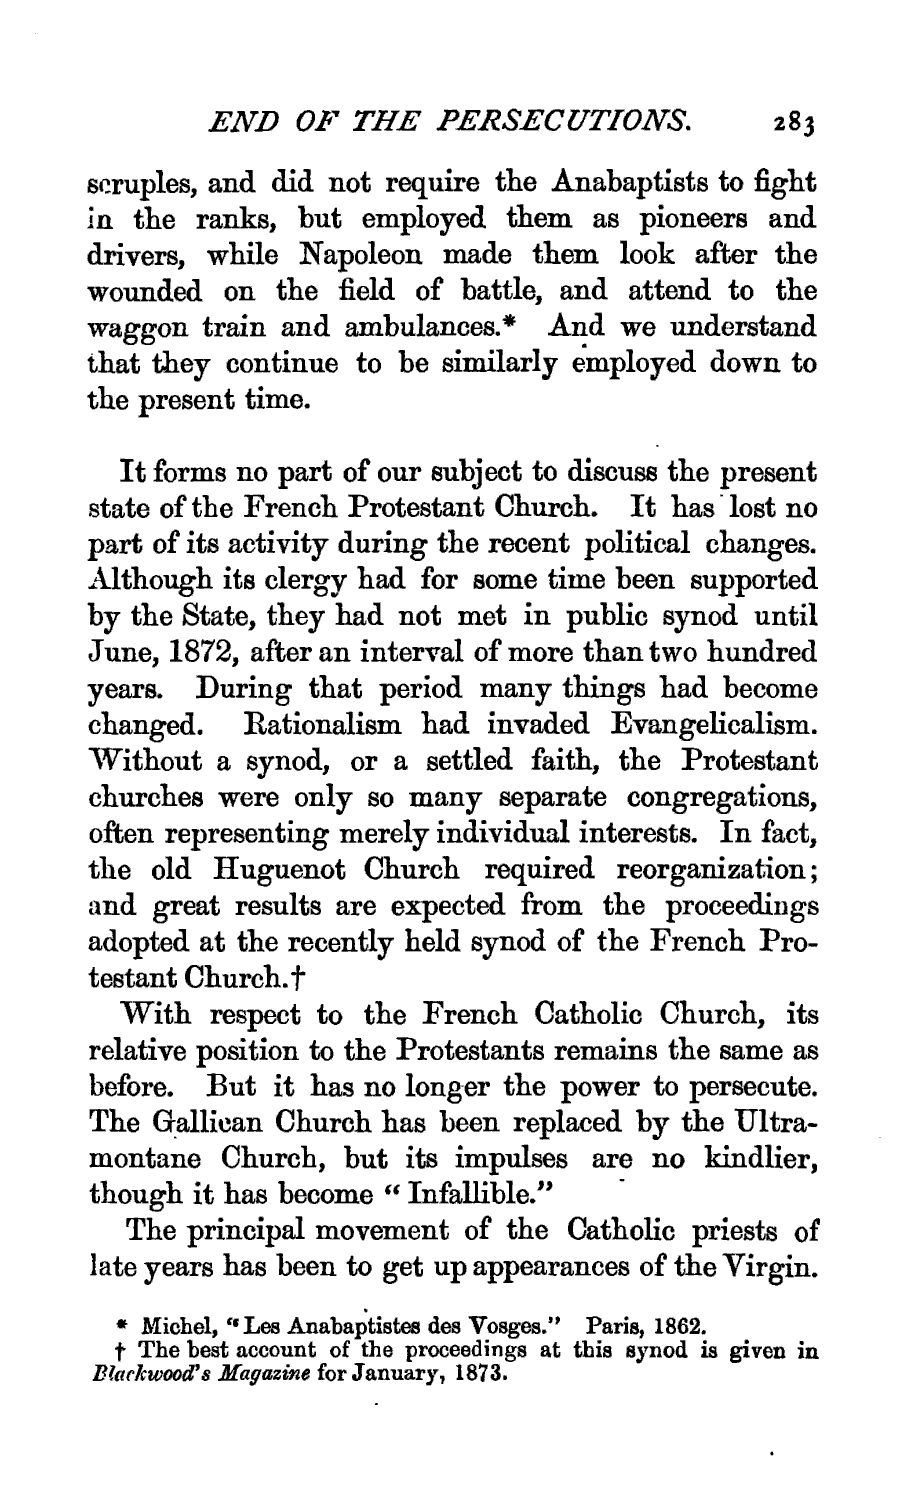 END OF THE PERSECUTIONS. 283
scruples, and did not require the Anabaptists to fight
in the ranks, but employed them as pioneers and
drivers, while Napoleon made them look after the
wounded on the field of battle, and attend to the
waggon train and ambulances.* And we understand
that they continue to be similarly employed down to
the present time.
It forms no part of our subject to discuss the present
state of the French Protestant Church. It has lost no
part of its activity during the recent political changes.
Although its clergy had for some time been supported
by the State, they had not met in public synod until
June, 1872, after an interval of more than two hundred
years. During that period many things had become
changed. Rationalism had invaded Evangelicalism.
Without a synod, or a settled faith, the Protestant
churches were only so many separate congregations,
often representing merely individual interests. In fact,
the old Huguenot Church required reorganization;
and great results are expected from the proceedings
adopted at the recently held synod of the French Pro-
testant Church.†
With respect to the French Catholic Church, its
relative position to the Protestants remains the same as
before. But it has no longer the power to persecute.
The Gallican Church has been replaced by the Ultra-
montane Church, but its impulses are no kindlier,
though it has become “ Infallible.”
The principal movement of the Catholic priests of
late years has been to get up appearances of the Virgin.
* Michel, “Les Anabaptistes des Vosges.” Paris, 1862.
† The best account of the proceedings at this synod is given in
Blackwood's Magazine for January, 1873.